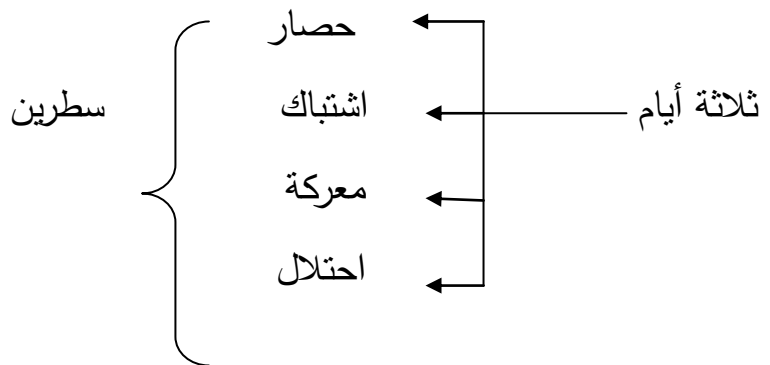 حصار
ثلاثة أيام اشتباك سطرين
معركة
احتلال